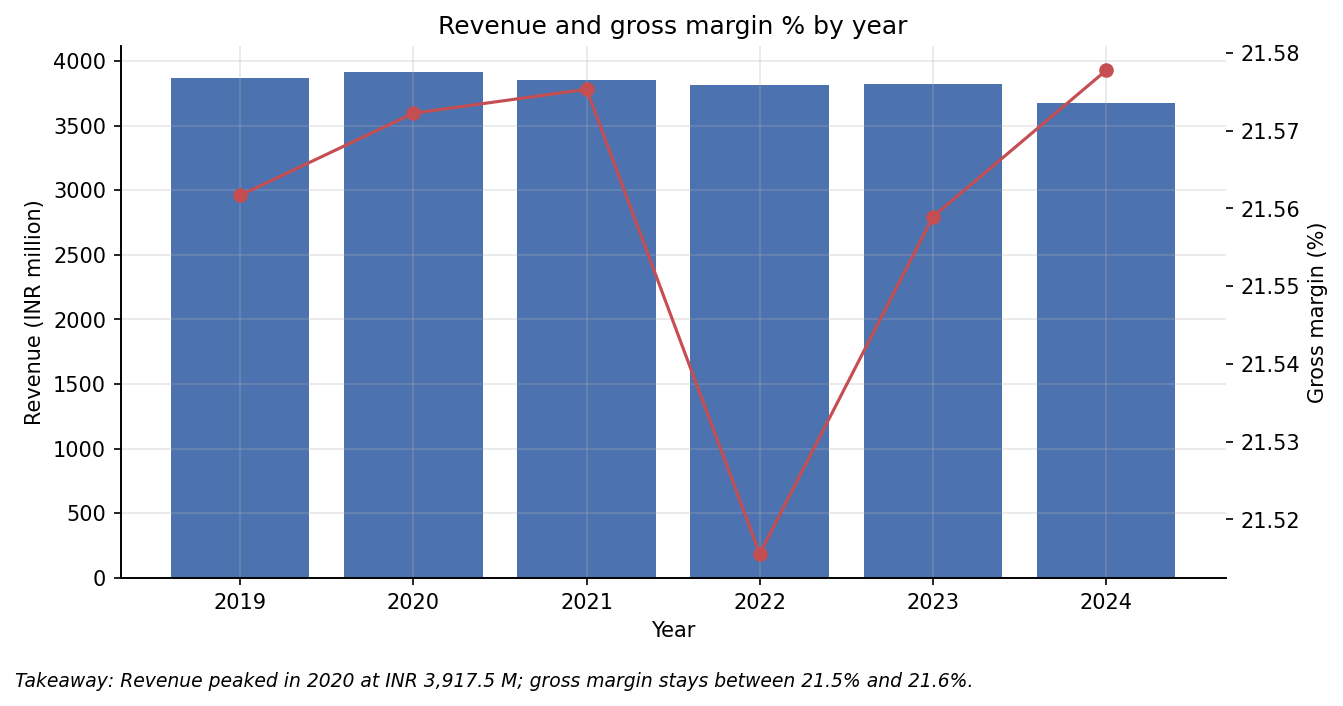 Revenue and gross margin % by year
Revenue (INR million)
4000
3500
3000
2500
2000
1500
1000
500
0
21.58
21.57
21.56
21.55
21.54
21.53
21.52
Gross margin (%)
2019 2020 2021 2022 2023 2024
Year
Takeaway: Revenue peaked in 2020 at INR 3,917.5 M; gross margin stays between 21.5% and 21.6%.